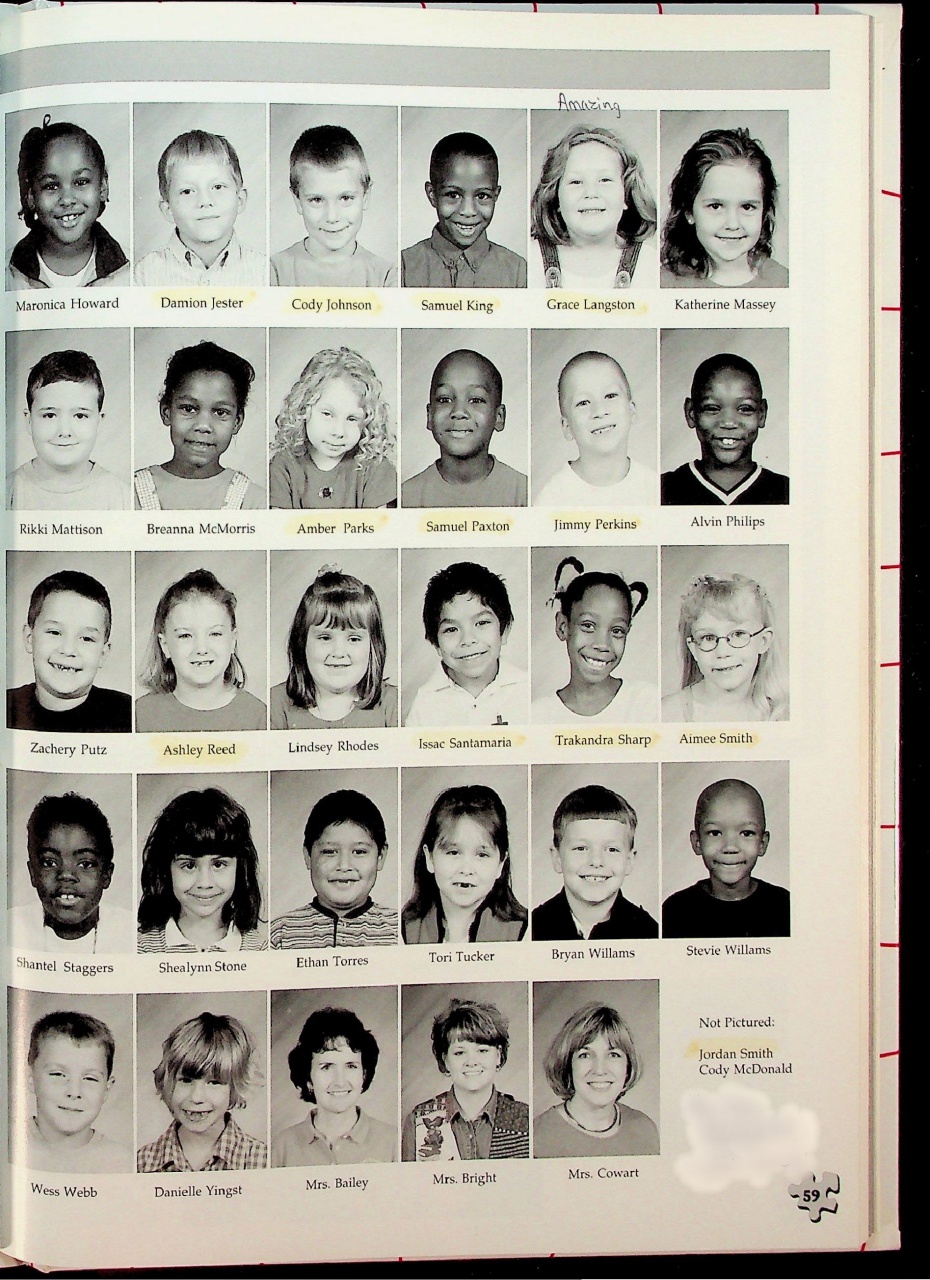 Amazing
Maronica Howard Damion Jester Cody Johnson Samuel King Grace Langston Katherine Massey
Rikki Mattison Breanna McMorris Amber Parks Samuel Paxton Jimmy Perkins Alvin Philips
Zachery Putz Ashley Reed Lindsey Rhodes Issac Santamaria Trakandra Sharp Aimee Smith
Shantel Staggers Shealynn Stone Ethan Torres Tori Tucker Bryan Willams Stevie Willams
Not Pictured:
Jordan Smith
Cody McDonald
Wess Webb Danielle Yingst Mrs. Bailey Mrs. Bright Mrs. Cowart
59